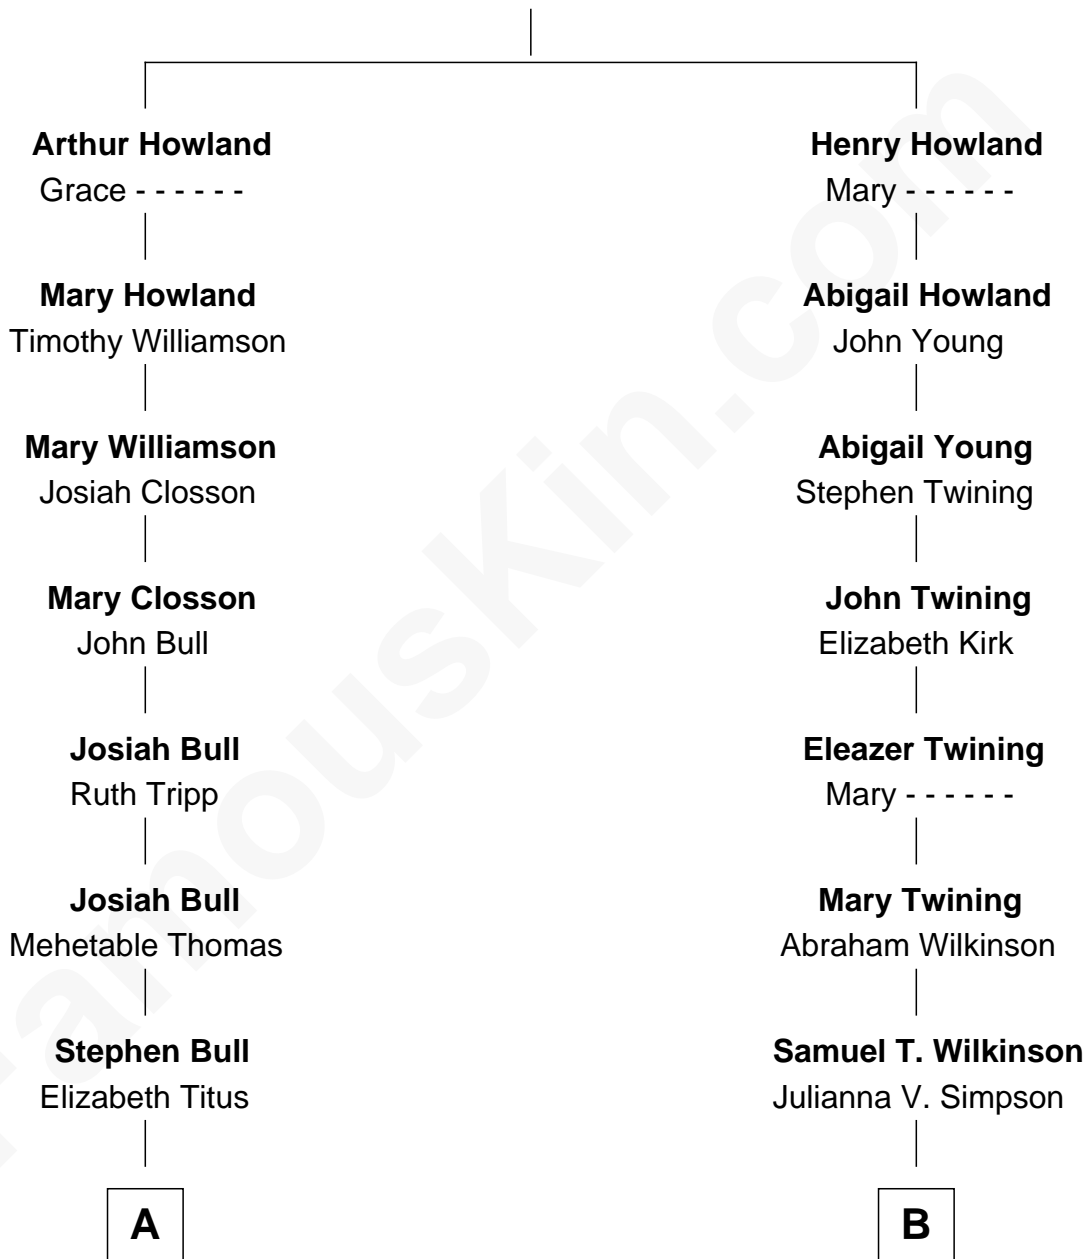 Arthur Howland
Grace - - - - - -
Mary Howland
Timothy Williamson
Mary Williamson
Josiah Closson
Mary Closson
John Bull
Josiah Bull
Ruth Tripp
Josiah Bull
Mehetable Thomas
Stephen Bull
Elizabeth Titus
A
Henry Howland
Mary - - - - - -
Abigail Howland
John Young
Abigail Young
Stephen Twining
John Twining
Elizabeth Kirk
Eleazer Twining
Mary - - - - - -
Mary Twining
Abraham Wilkinson
Samuel T. Wilkinson
Julianna V. Simpson
B
FamousKin.com